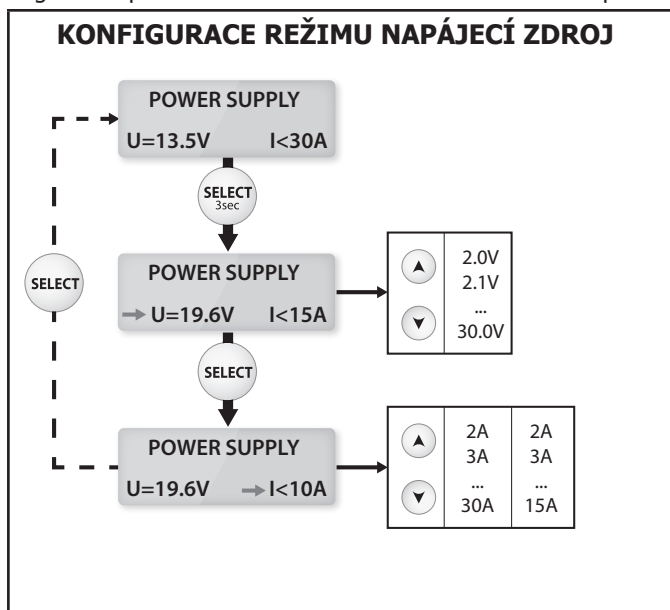 KONFIGURACE REŽIMU NAPÁJECÍ ZDROJ
POWER SUPPLY
U=13.5V I<30A
SELECT
3sec
POWER SUPPLY
U=19.6V I<15A
2.0V
2.1V
...
30.0V
SELECT
SELECT
POWER SUPPLY
U=19.6V I<10A
2A 2A
3A 3A
... ...
30A 15A